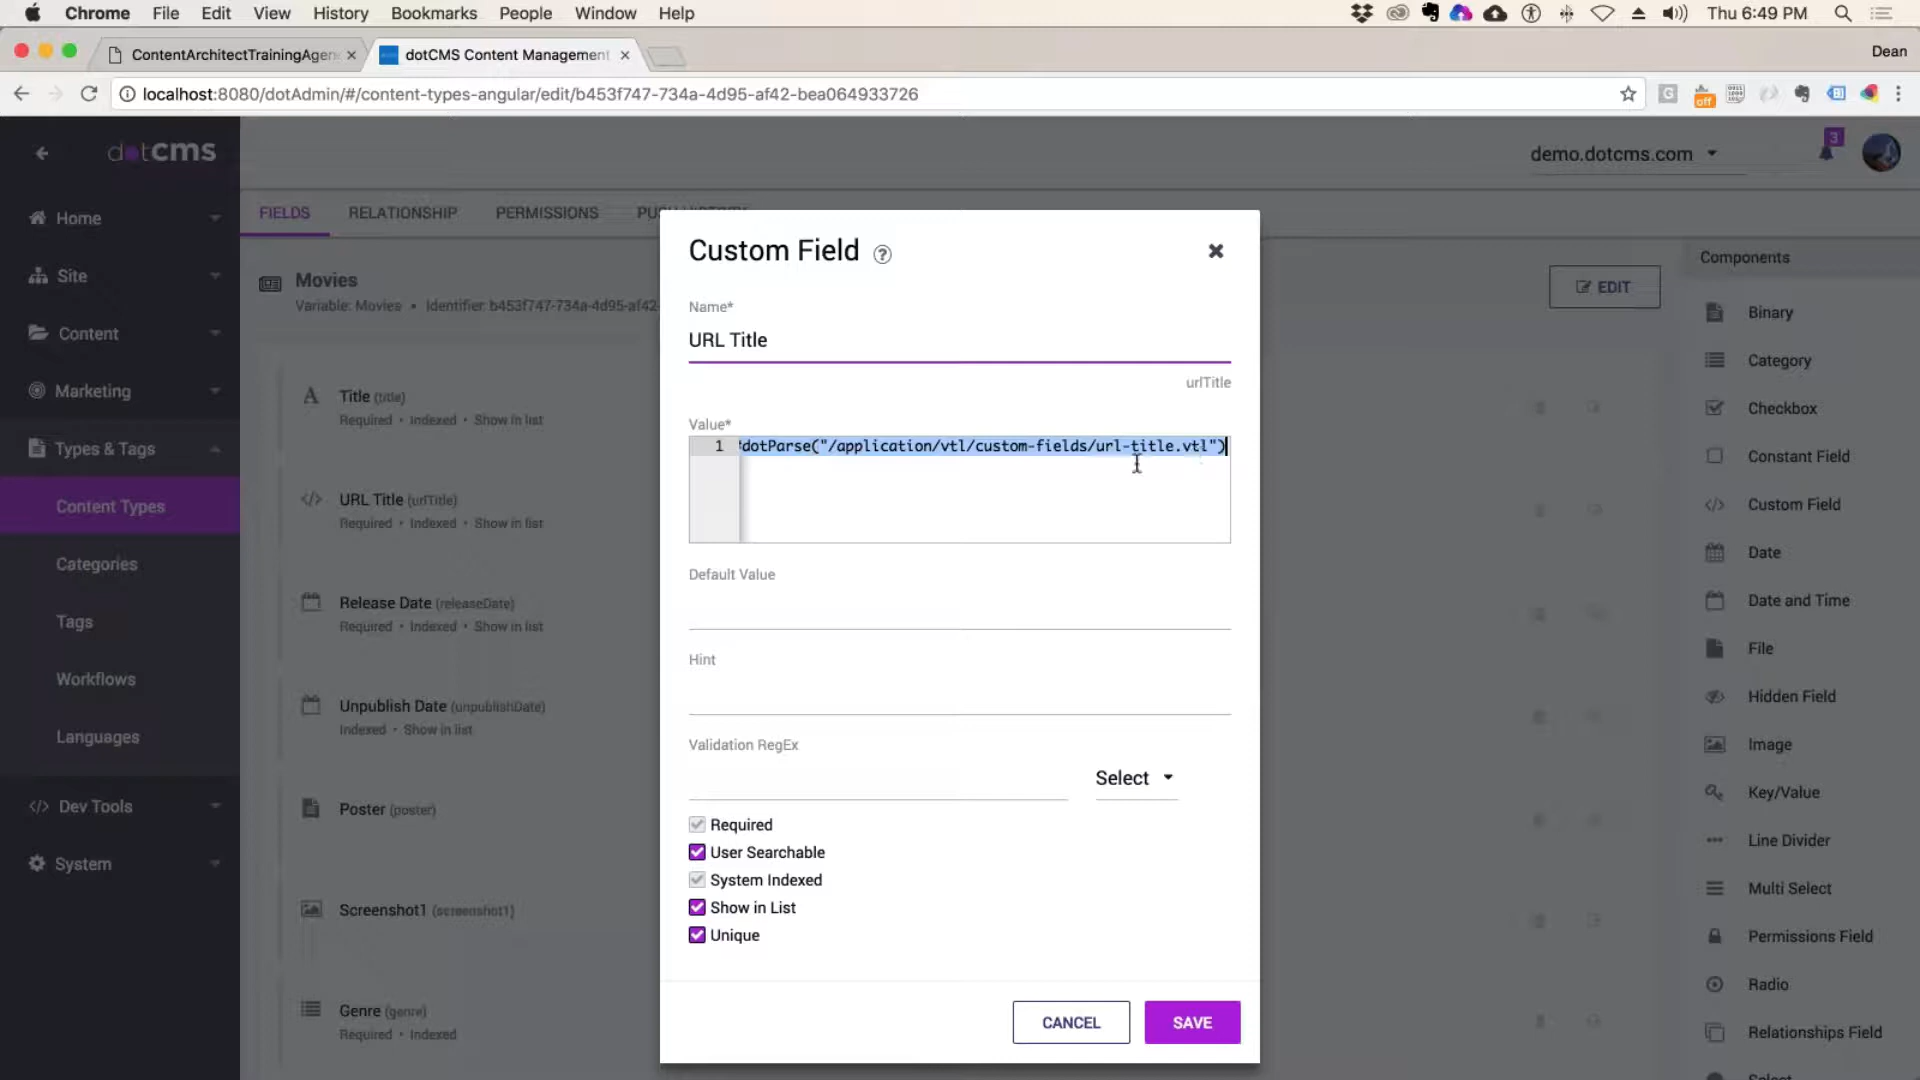 Chrome File Edit View History Bookmarks People Window Help Thu 6:49 PM
ContentArchitectTrainingAgen dotCMS Content Management Dean
localhost:8080/dotAdmin/#/content-types-angular/edit/b453f747-734a-4d95-af42-bea064933726
off
dotcms
demo.dotcms.com
3
Home
Site
Content
Marketing
Types & Tags
Content Types
Categories
Tags
Workflows
Languages
Dev Tools
System
FIELDS RELATIONSHIP PERMISSIONS
Movies
Variable: Movies • Identifier: b453f747-734a-4d95-af42-
EDIT
Title (title)
Required • Indexed • Show in list
URL Title (urlTitle)
Required • Indexed • Show in list
Release Date (releaseDate)
Required • Indexed • Show in list
Unpublish Date (unpublishDate)
Indexed • Show in list
Poster (poster)
Screenshot1 (screenshot1)
Genre (genre)
Required • Indexed
Custom Field ?
Name*
URL Title
urlTitle
Value*
1 dotParse("/application/vtl/custom-fields/url-title.vtl")
Default Value
Hint
Validation RegEx
Select
Required
User Searchable
System Indexed
Show in List
Unique
CANCEL SAVE
Components
Binary
Category
Checkbox
Constant Field
Custom Field
Date
Date and Time
File
Hidden Field
Image
Key/Value
Line Divider
Multi Select
Permissions Field
Radio
Relationships Field